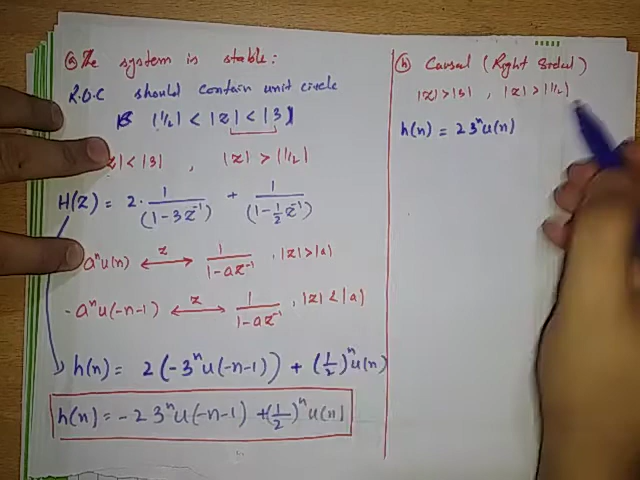 (a) The system is stable:
R.O.C should contain unit circle
|1/2| < |z| < |3|
|z| < |3| , |z| > |1/2|
H(z) = 2 · 1/(1-3z⁻¹) + 1/(1-½z⁻¹)
aⁿu(n) ⟷z 1/(1-az⁻¹) , |z|>|a|
- aⁿu(-n-1) ⟷z 1/(1-az⁻¹) , |z|<|a|
h(n) = 2(-3ⁿu(-n-1)) + (½)ⁿu(n)
h(n) = -2 3ⁿu(-n-1) + (½)ⁿu(n)
(b) Causal (Right Sided)
|z| > |3| , |z| > |1/2|
h(n) = 2 3ⁿu(n)